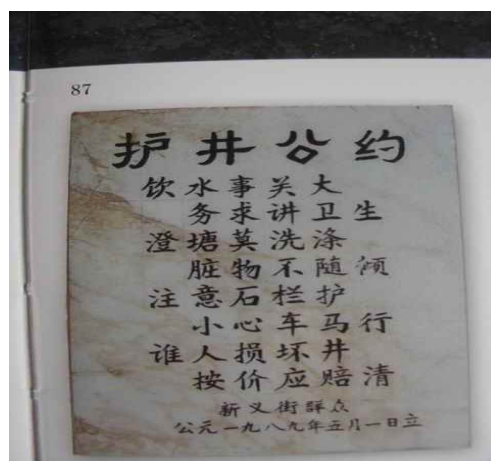 87
护井公约
饮水事关大
务求讲卫生
澄塘莫洗涤
脏物不随倾
注意石栏护
小心车马行
谁人损坏井
按价应赔清
新义街群众
公元一九八九年五月一日立